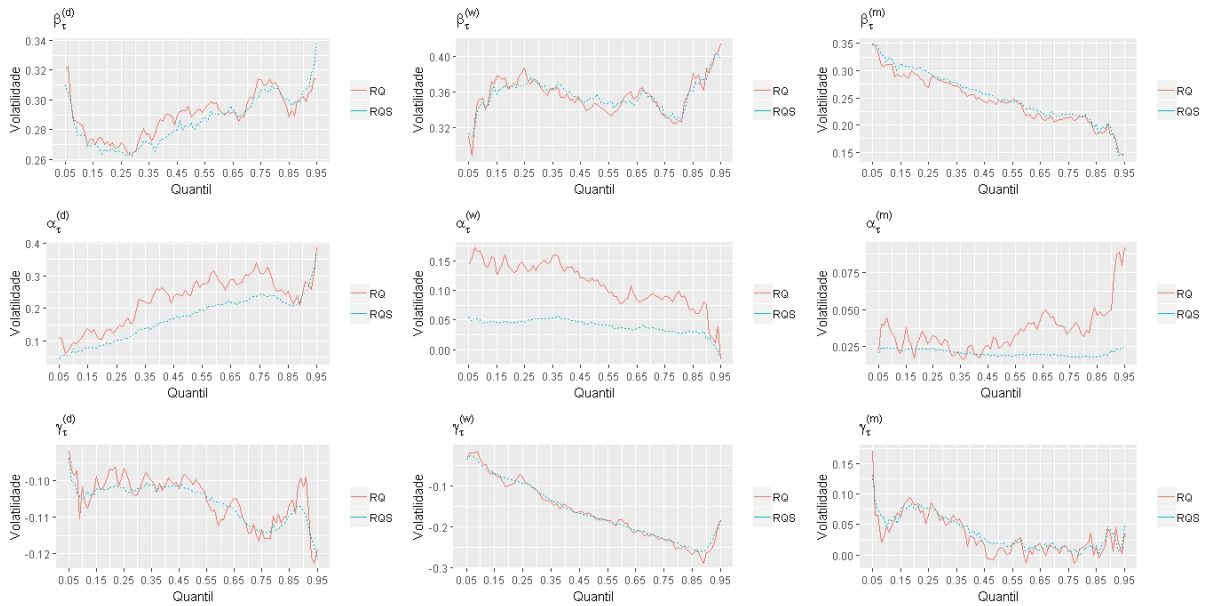 β_τ^(d)
0.34
0.32
0.30
0.28
0.26
Volatilidade
0.05 0.15 0.25 0.35 0.45 0.55 0.65 0.75 0.85 0.95
Quantil
RQ
RQS
β_τ^(w)
0.40
0.36
0.32
Volatilidade
0.05 0.15 0.25 0.35 0.45 0.55 0.65 0.75 0.85 0.95
Quantil
RQ
RQS
β_τ^(m)
0.35
0.30
0.25
0.20
0.15
Volatilidade
0.05 0.15 0.25 0.35 0.45 0.55 0.65 0.75 0.85 0.95
Quantil
RQ
RQS
α_τ^(d)
0.4
0.3
0.2
0.1
Volatilidade
0.05 0.15 0.25 0.35 0.45 0.55 0.65 0.75 0.85 0.95
Quantil
RQ
RQS
α_τ^(w)
0.15
0.10
0.05
0.00
Volatilidade
0.05 0.15 0.25 0.35 0.45 0.55 0.65 0.75 0.85 0.95
Quantil
RQ
RQS
α_τ^(m)
0.075
0.050
0.025
Volatilidade
0.05 0.15 0.25 0.35 0.45 0.55 0.65 0.75 0.85 0.95
Quantil
RQ
RQS
γ_τ^(d)
-0.10
-0.11
-0.12
Volatilidade
0.05 0.15 0.25 0.35 0.45 0.55 0.65 0.75 0.85 0.95
Quantil
RQ
RQS
γ_τ^(w)
-0.1
-0.2
-0.3
Volatilidade
0.05 0.15 0.25 0.35 0.45 0.55 0.65 0.75 0.85 0.95
Quantil
RQ
RQS
γ_τ^(m)
0.15
0.10
0.05
0.00
Volatilidade
0.05 0.15 0.25 0.35 0.45 0.55 0.65 0.75 0.85 0.95
Quantil
RQ
RQS